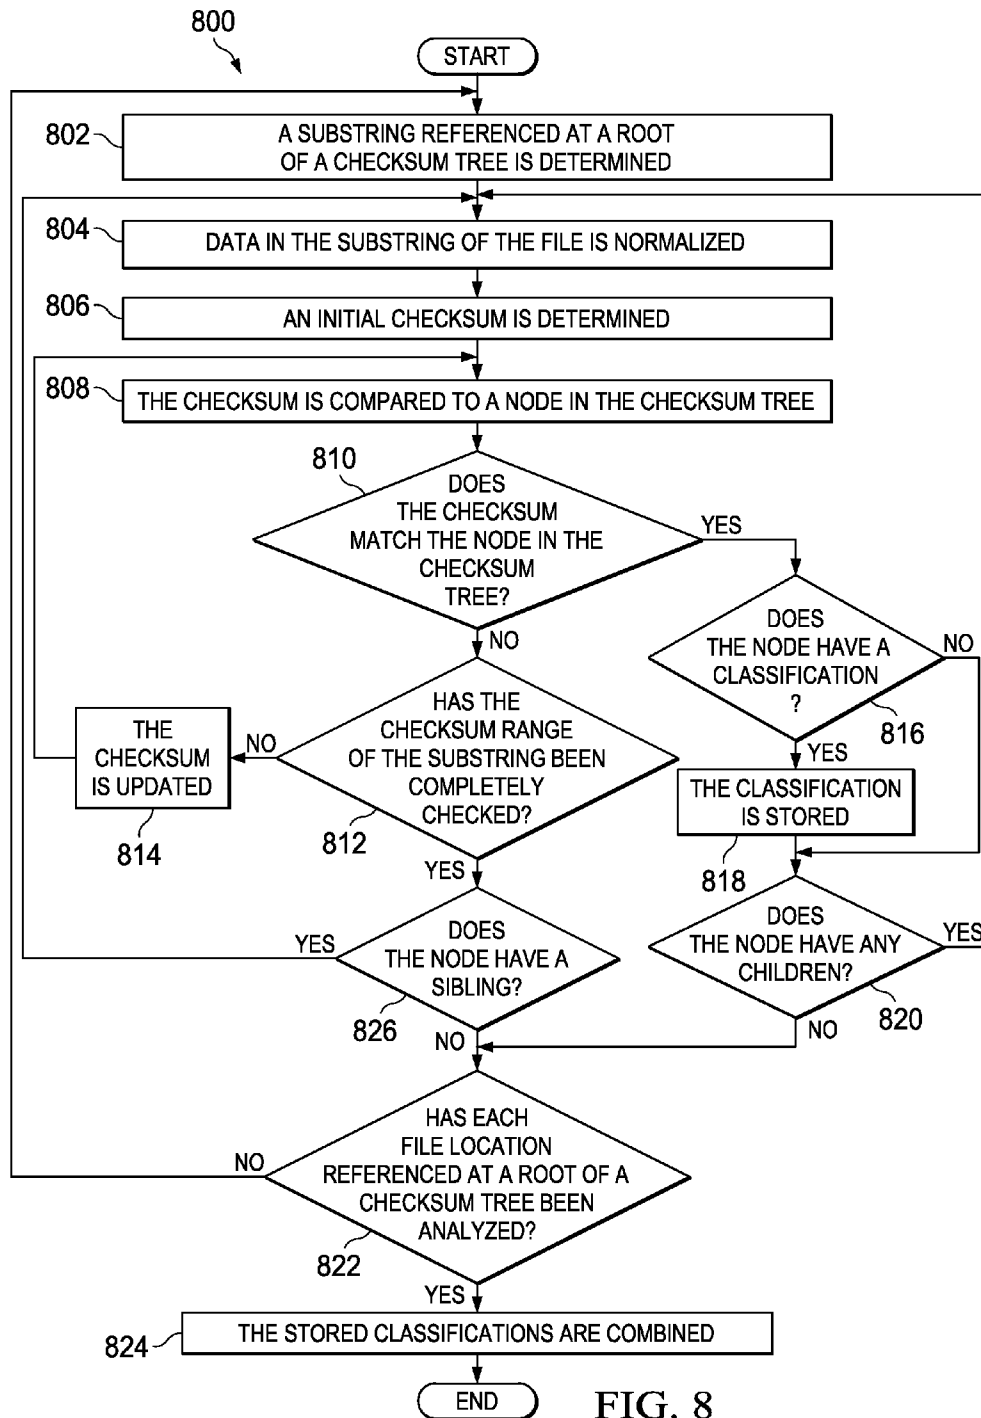 800
START
802
A SUBSTRING REFERENCED AT A ROOT
OF A CHECKSUM TREE IS DETERMINED
804
DATA IN THE SUBSTRING OF THE FILE IS NORMALIZED
806
AN INITIAL CHECKSUM IS DETERMINED
808
THE CHECKSUM IS COMPARED TO A NODE IN THE CHECKSUM TREE
810
DOES
THE CHECKSUM
MATCH THE NODE IN THE
CHECKSUM
TREE?
YES
NO
DOES
THE NODE HAVE A
CLASSIFICATION
?
NO
816
YES
HAS THE
CHECKSUM RANGE
OF THE SUBSTRING BEEN
COMPLETELY
CHECKED?
812
NO
THE
CHECKSUM
IS UPDATED
814
THE CLASSIFICATION
IS STORED
818
YES
DOES
THE NODE HAVE A
SIBLING?
YES
826
NO
DOES
THE NODE HAVE ANY
CHILDREN?
YES
820
NO
HAS EACH
FILE LOCATION
REFERENCED AT A ROOT OF A
CHECKSUM TREE BEEN
ANALYZED?
NO
822
YES
824
THE STORED CLASSIFICATIONS ARE COMBINED
END
FIG. 8